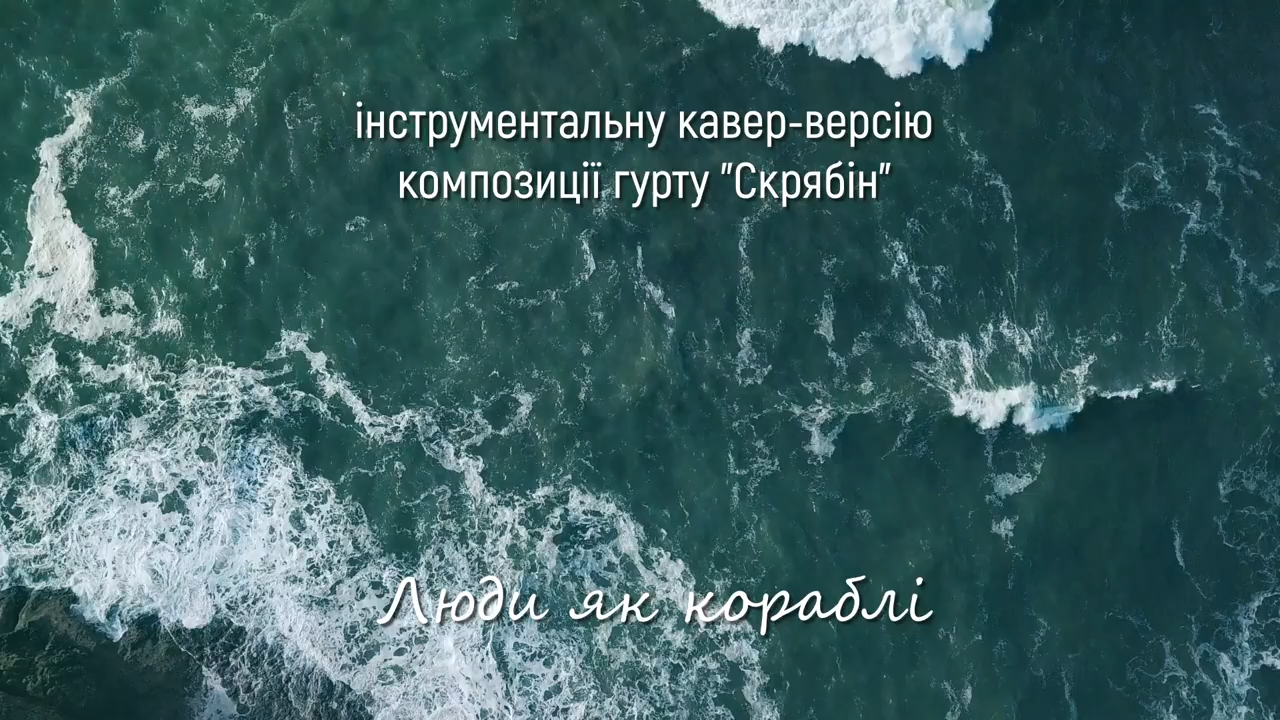 інструментальну кавер-версію
композиції гурту "Скрябін"
Люди як кораблі